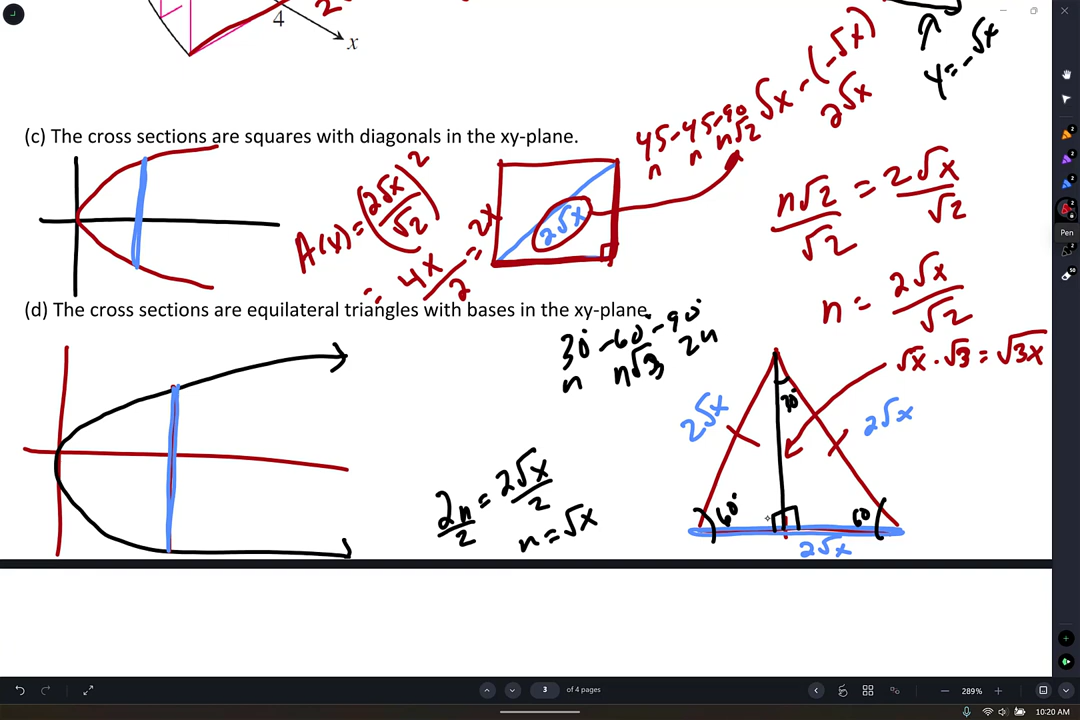 4
x
y = -√x
√x - (-√x)
2√x
(c) The cross sections are squares with diagonals in the xy-plane.
45-45-90
n n n√2
A(x) = (2√x/√2)²
= 4x/2 = 2x
2√x
n√2/√2 = 2√x/√2
n = 2√x/√2
(d) The cross sections are equilateral triangles with bases in the xy-plane.
30°-60°-90°
n n√3 2n
√x · √3 = √3x
30°
2√x
2√x
2n/2 = 2√x/2
n = √x
60°
60
2√x
Pen
50
3 of 4 pages
289%
10:20 AM